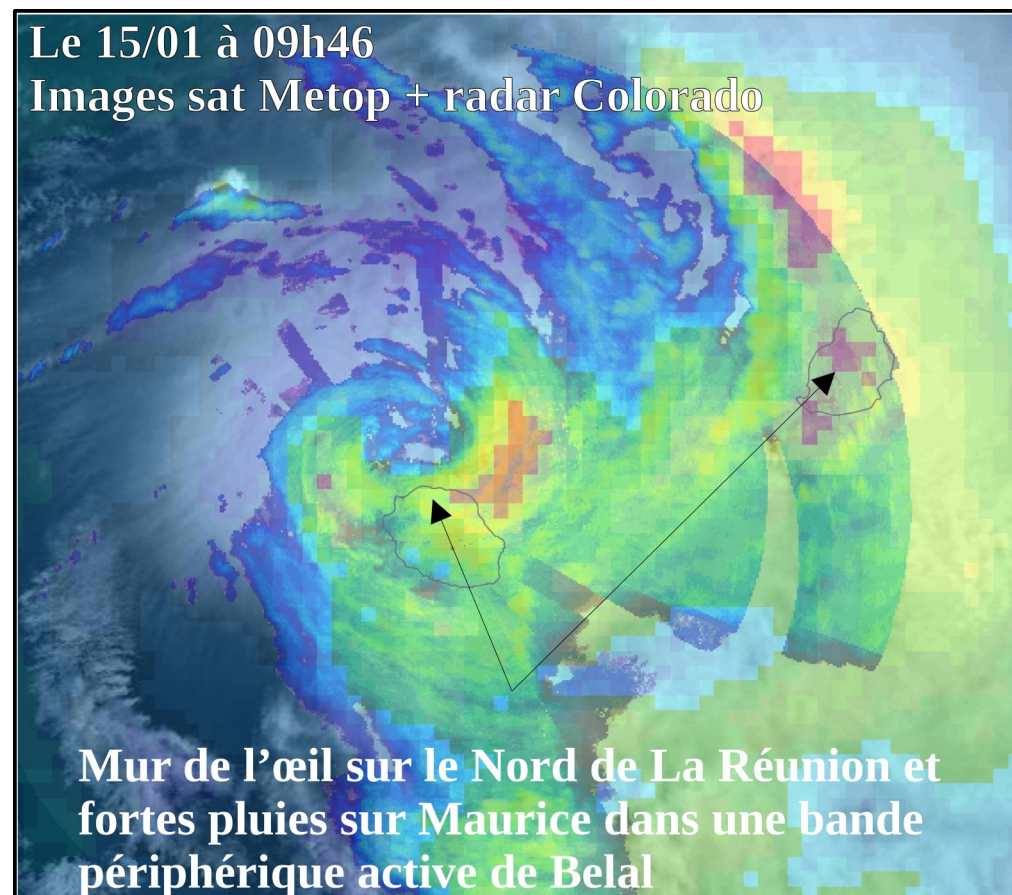 Le 15/01 à 09h46
Images sat Metop + radar Colorado
Mur de l’œil sur le Nord de La Réunion et
fortes pluies sur Maurice dans une bande
périphérique active de Belal